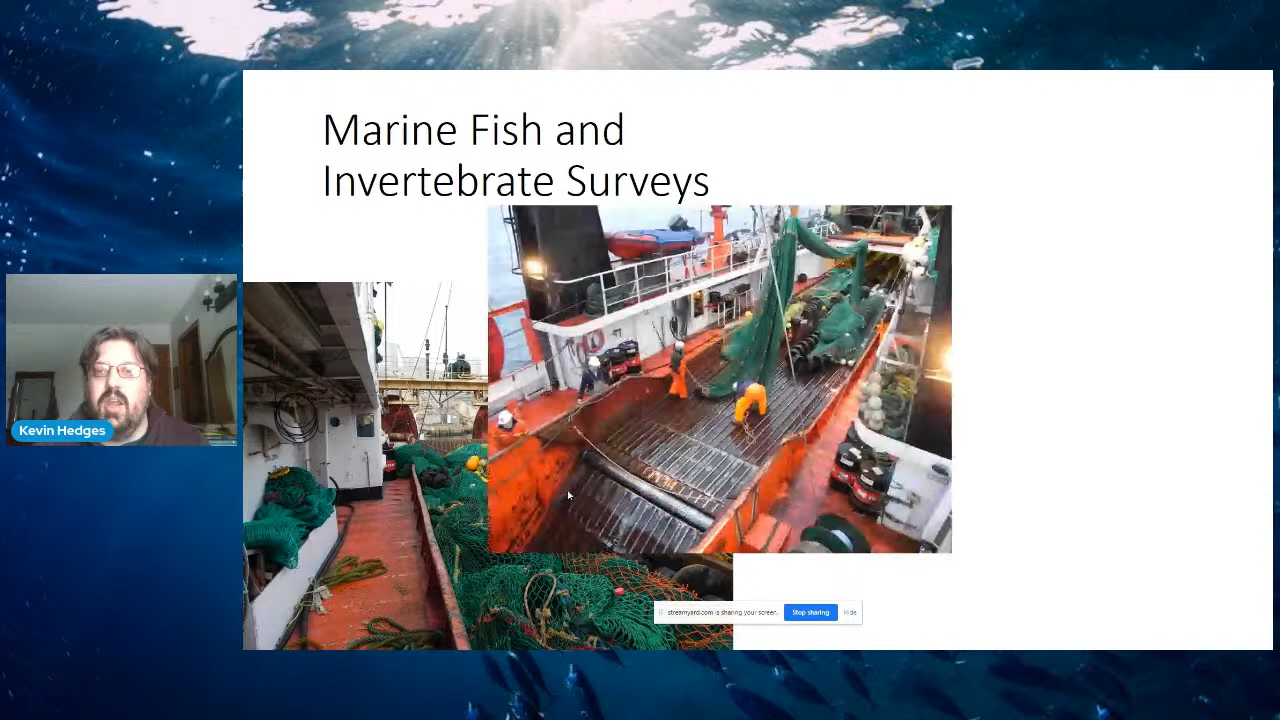 Marine Fish and
Invertebrate Surveys
Kevin Hedges
streamyard.com is sharing your screen.
Stop sharing
Hide